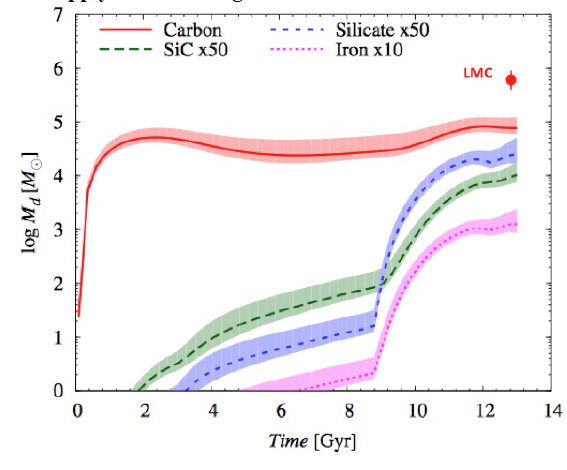 Carbon
SiC x50
Silicate x50
Iron x10
LMC
log M_d [M_⊙]
7
6
5
4
3
2
1
0
0 2 4 6 8 10 12 14
Time [Gyr]